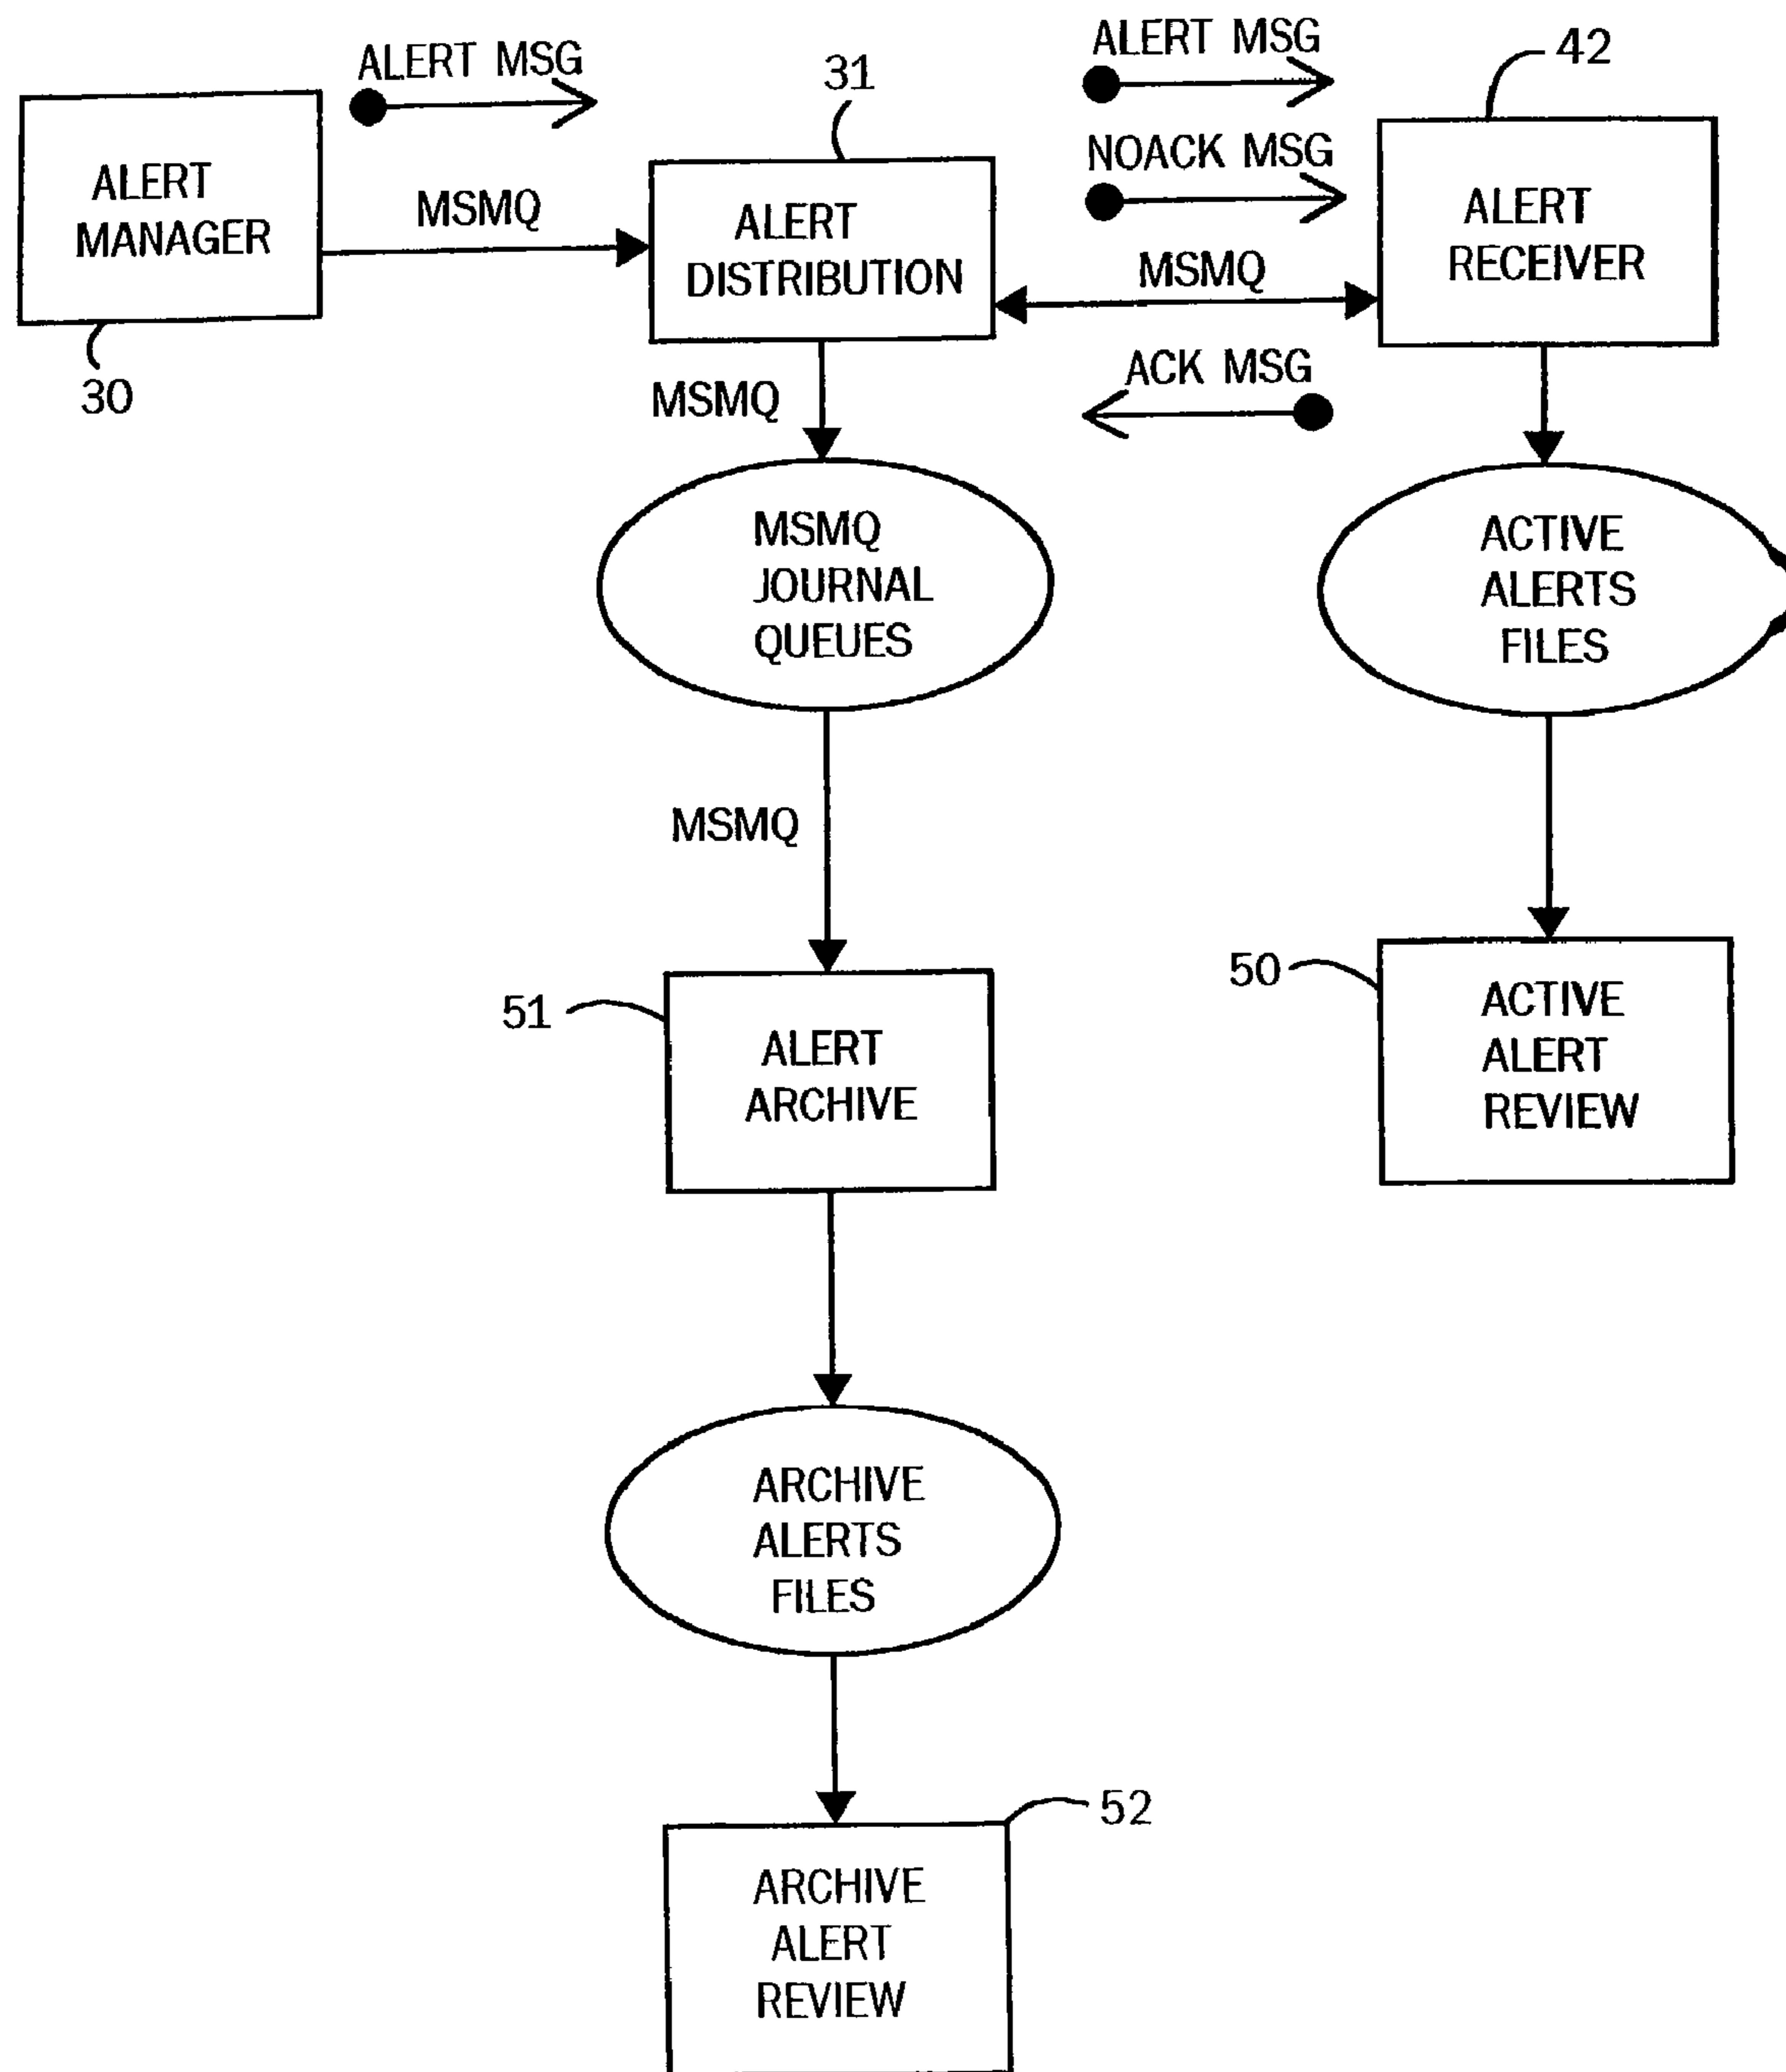 ALERT MSG
ALERT
MANAGER
30
MSMQ
31
ALERT
DISTRIBUTION
ALERT MSG
NOACK MSG
MSMQ
ACK MSG
42
ALERT
RECEIVER
MSMQ
MSMQ
JOURNAL
QUEUES
ACTIVE
ALERTS
FILES
MSMQ
51
ALERT
ARCHIVE
50
ACTIVE
ALERT
REVIEW
ARCHIVE
ALERTS
FILES
52
ARCHIVE
ALERT
REVIEW